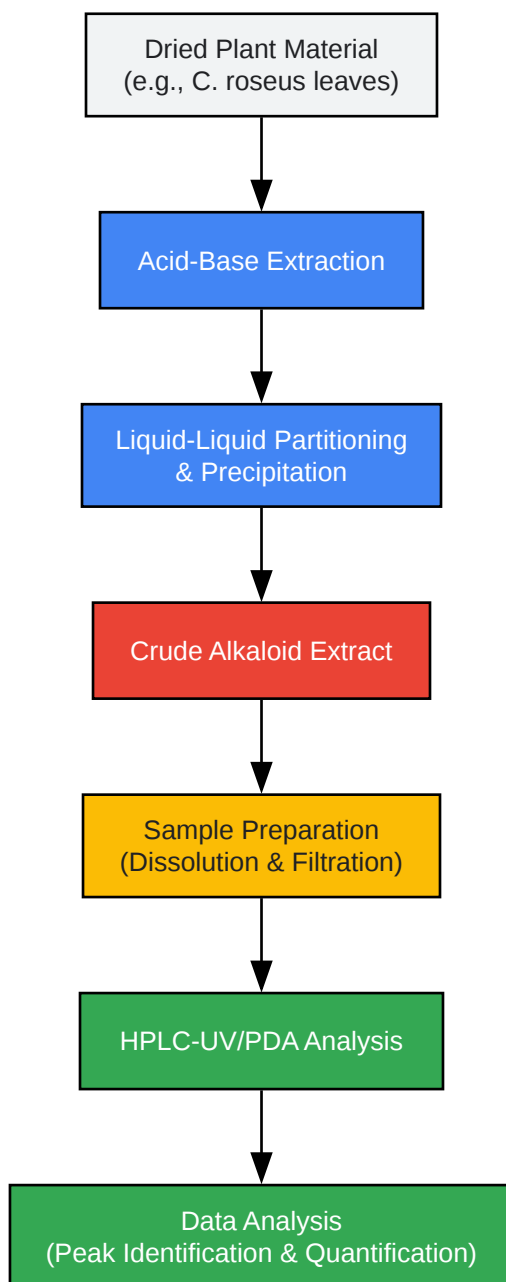 Dried Plant Material
(e.g., C. roseus leaves)
Acid-Base Extraction
Liquid-Liquid Partitioning
& Precipitation
Crude Alkaloid Extract
Sample Preparation
(Dissolution & Filtration)
HPLC-UV/PDA Analysis
Data Analysis
(Peak Identification & Quantification)